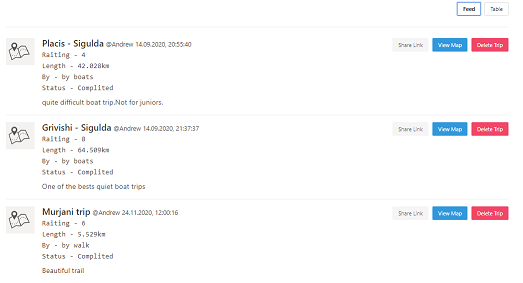 Feed Table
Placis - Sigulda @Andrew 14.09.2020, 20:55:40 Share Link View Map Delete Trip
Raiting - 4
Length - 42.028km
By - by boats
Status - Complited
quite difficult boat trip.Not for juniors.
Grivishi - Sigulda @Andrew 14.09.2020, 21:37:37 Share Link View Map Delete Trip
Raiting - 8
Length - 64.509km
By - by boats
Status - Complited
One of the bests quiet boat trips
Murjani trip @Andrew 24.11.2020, 12:00:16 Share Link View Map Delete Trip
Raiting - 6
Length - 5.529km
By - by walk
Status - Complited
Beautiful trail